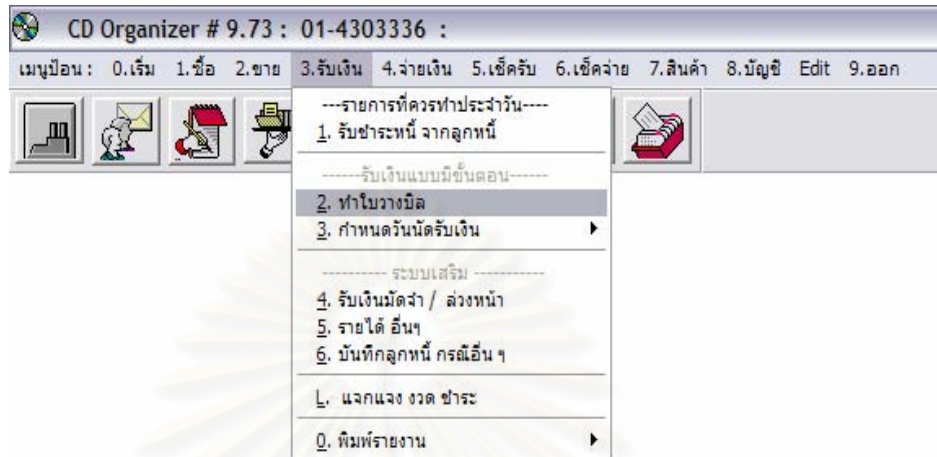 CD Organizer # 9.73 : 01-4303336 :
เมนูป้อน : 0.เริ่ม 1.ซื้อ 2.ขาย 3.รับเงิน 4.จ่ายเงิน 5.เช็ครับ 6.เช็คจ่าย 7.สินค้า 8.บัญชี Edit 9.ออก
---รายการที่ควรทำประจำวัน----
1. รับชำระหนี้ จากลูกหนี้
------รับเงินแบบมีขั้นตอน------
2. ทำใบวางบิล
3. กำหนดวันนัดรับเงิน
---------- ระบบเสริม -----------
4. รับเงินมัดจำ / ล่วงหน้า
5. รายได้ อื่นๆ
6. บันทึกลูกหนี้ กรณีอื่น ๆ
L. แจกแจง งวด ชำระ
0. พิมพ์รายงาน